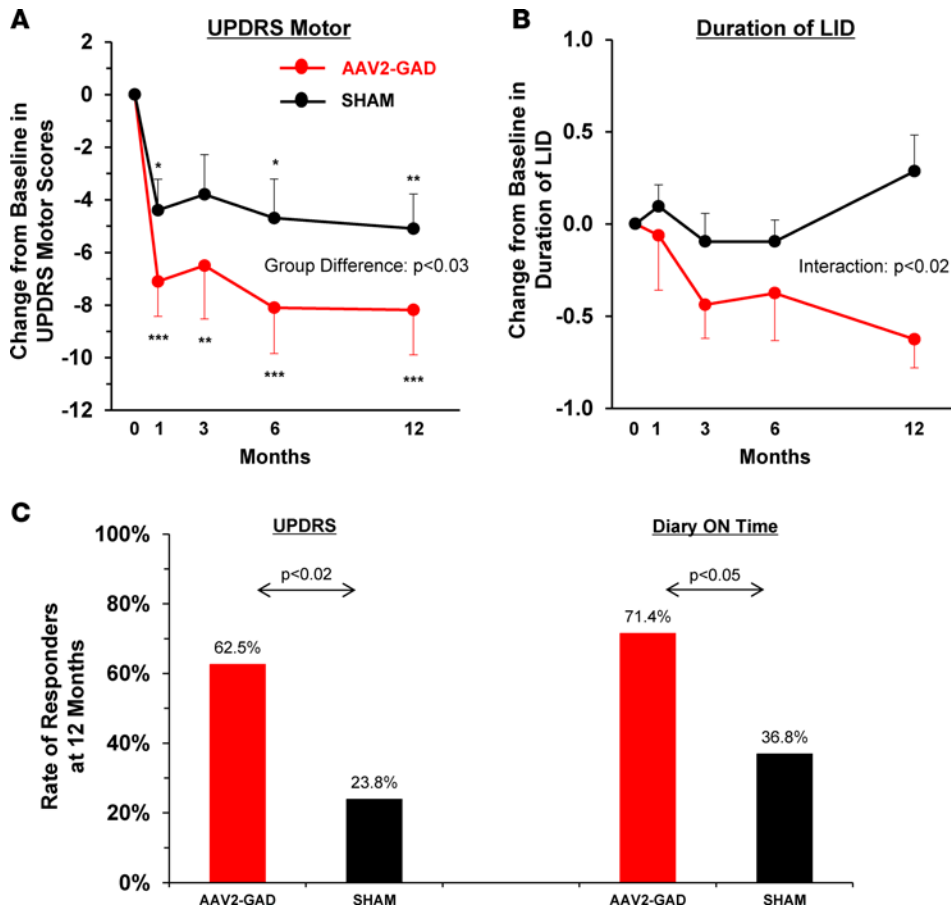 A
UPDRS Motor
Change from Baseline in
UPDRS Motor Scores
2
0
-2
-4
-6
-8
-10
-12
AAV2-GAD
SHAM
*
*
**
Group Difference: p<0.03
***
**
***
***
0 1 3 6 12
Months
B
Duration of LID
Change from Baseline in
Duration of LID
1.0
0.5
0.0
-0.5
-1.0
Interaction: p<0.02
0 1 3 6 12
Months
C
Rate of Responders
at 12 Months
100%
80%
60%
40%
20%
0%
UPDRS
p<0.02
62.5%
23.8%
AAV2-GAD SHAM
Diary ON Time
p<0.05
71.4%
36.8%
AAV2-GAD SHAM